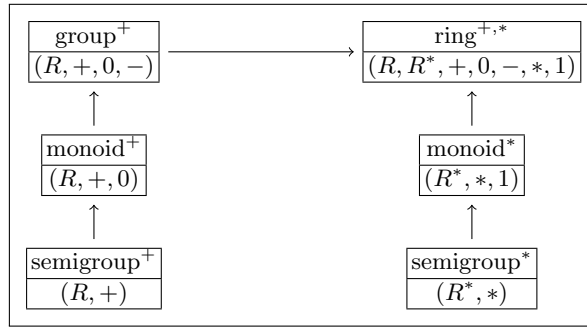 group⁺
(R, +, 0, −)
ring⁺,*
(R, R*, +, 0, −, *, 1)
monoid⁺
(R, +, 0)
monoid*
(R*, *, 1)
semigroup⁺
(R, +)
semigroup*
(R*, *)